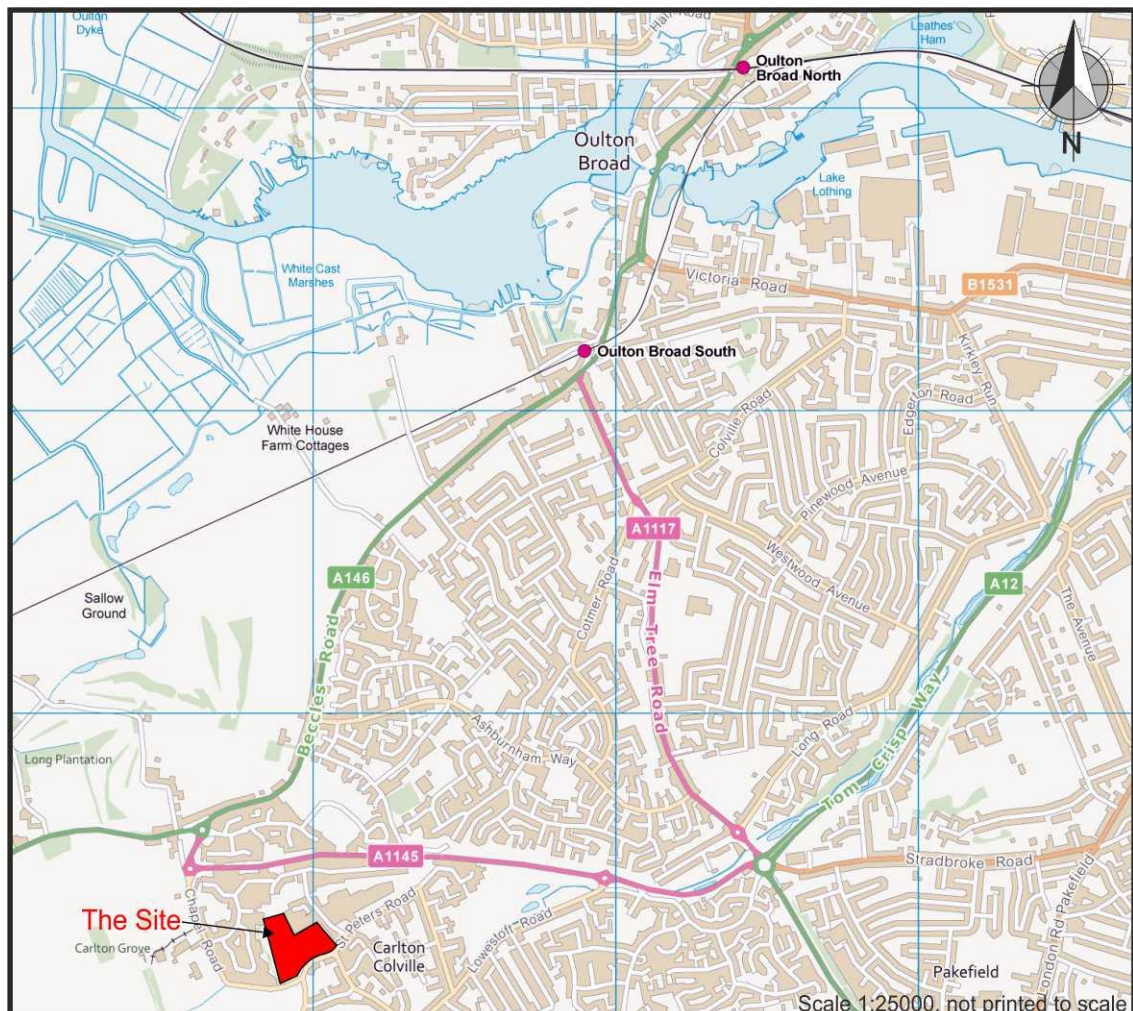 Oulton
Dyke
Hall Road
Leathes'
Ham
Oulton
Broad North
N
Oulton
Broad
Lake
Lothing
White Cast
Marshes
Victoria Road
B1531
Oulton Broad South
Kirkley Run
Edgerton Road
Colville Road
White House
Farm Cottages
Pinewood Avenue
A1117
Westwood Avenue
A146
A12
Sallow
Ground
Cotmer Road
Elm Tree Road
The Avenue
Beccles Road
Ashburnham Way
Long Road
Tom Crisp Way
Long Plantation
A1145
Stradbroke Road
Chapel Road
St Peters Road
The Site
Carlton Grove
Carlton
Colville
Lowestoft Road
London Rd Pakefield
Pakefield
Scale 1:25000, not printed to scale